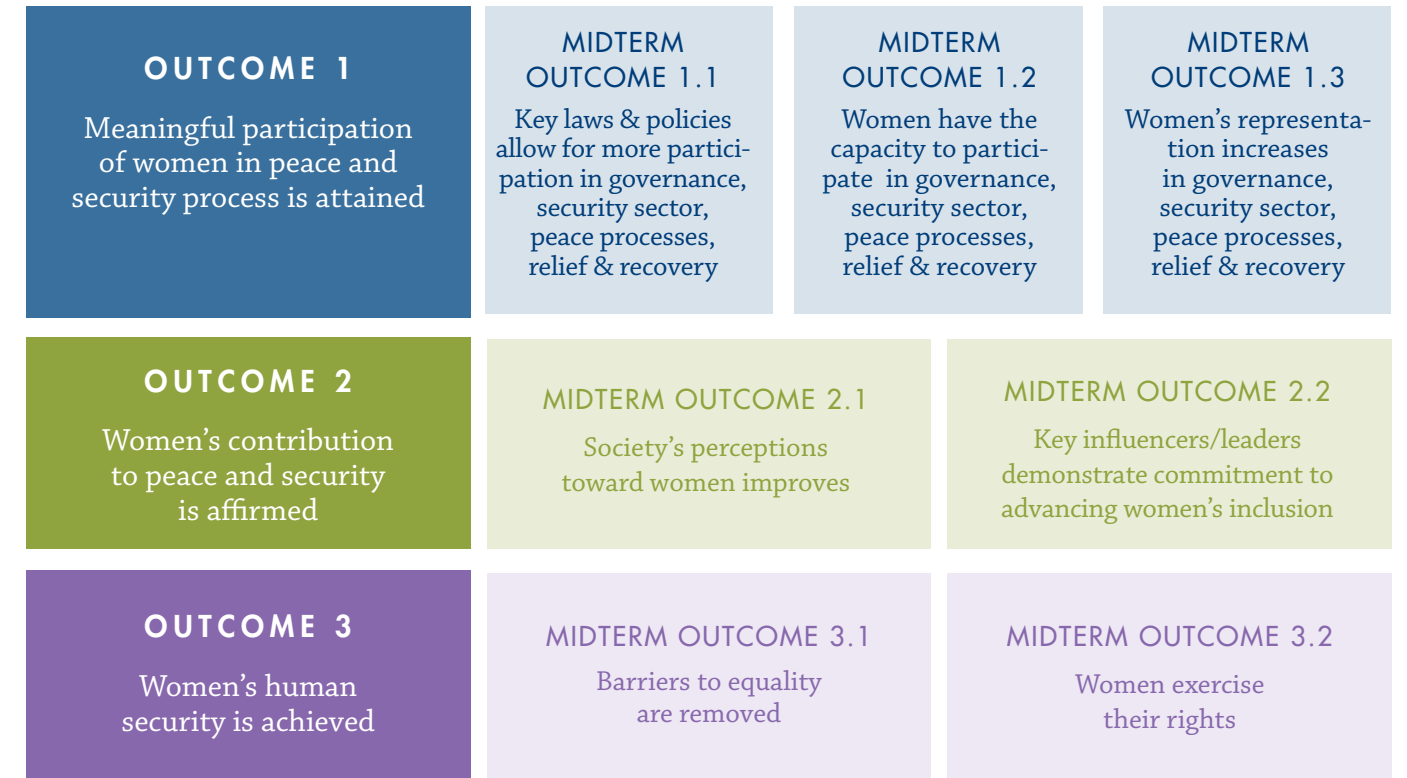 OUTCOME 1
Meaningful participation
of women in peace and
security process is attained
MIDTERM
OUTCOME 1.1
Key laws & policies
allow for more partici-
pation in governance,
security sector,
peace processes,
relief & recovery
MIDTERM
OUTCOME 1.2
Women have the
capacity to partici-
pate in governance,
security sector,
peace processes,
relief & recovery
MIDTERM
OUTCOME 1.3
Women’s representa-
tion increases
in governance,
security sector,
peace processes,
relief & recovery
OUTCOME 2
Women’s contribution
to peace and security
is affirmed
MIDTERM OUTCOME 2.1
Society’s perceptions
toward women improves
MIDTERM OUTCOME 2.2
Key influencers/leaders
demonstrate commitment to
advancing women’s inclusion
OUTCOME 3
Women’s human
security is achieved
MIDTERM OUTCOME 3.1
Barriers to equality
are removed
MIDTERM OUTCOME 3.2
Women exercise
their rights